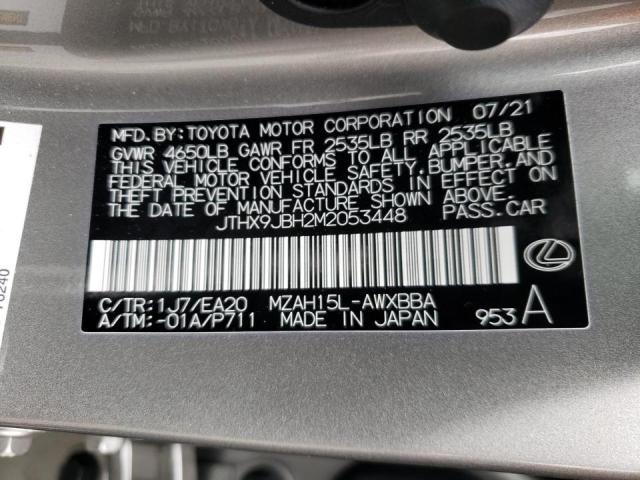 MFD. BY: TOYOTA MOTOR CORPORATION 07/21
GVWR 4650LB GAWR FR 2535LB RR 2535LB
THIS VEHICLE CONFORMS TO ALL APPLICABLE
FEDERAL MOTOR VEHICLE SAFETY, BUMPER, AND
THEFT PREVENTION STANDARDS IN EFFECT ON
THE DATE OF MANUFACTURE SHOWN ABOVE.
JTHX9JBH2M2053448 PASS. CAR
C/TR: 1J7/EA20 MZAH15L-AWXBBA
A/TM: -01A/P711 MADE IN JAPAN 953 A